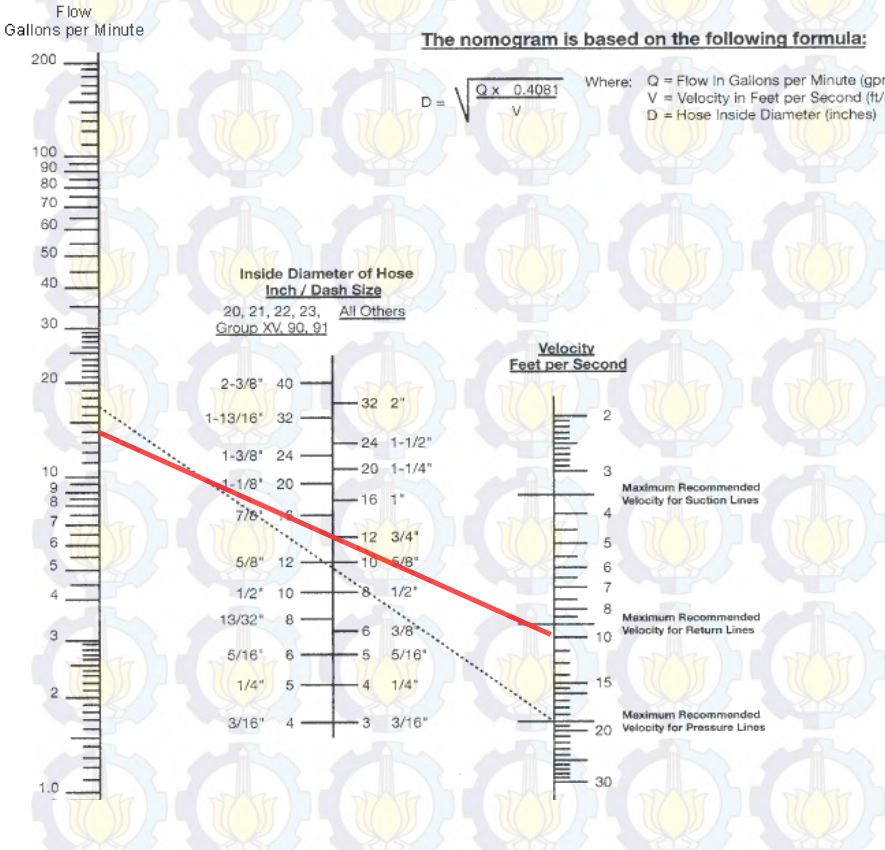 Flow
Gallons per Minute
The nomogram is based on the following formula:
D = √ Q x 0.4081
V
Where: Q = Flow In Gallons per Minute (gpr
V = Velocity in Feet per Second (ft/
D = Hose Inside Diameter (inches)
200
100
90
80
70
60
50
40
30
20
10
9
8
7
6
5
4
3
2
1.0
Inside Diameter of Hose
Inch / Dash Size
20, 21, 22, 23, All Others
Group XV, 90, 91
2-3/8" 40
32 2"
1-13/16" 32
24 1-1/2"
1-3/8" 24
20 1-1/4"
1-1/8" 20
16 1"
7/8" 16
12 3/4"
5/8" 12
10 5/8"
1/2" 10
8 1/2"
13/32" 8
6 3/8"
5/16" 6
5 5/16"
1/4" 5
4 1/4"
3/16" 4
3 3/16"
Velocity
Feet per Second
2
3
Maximum Recommended
Velocity for Suction Lines
4
5
6
7
8
Maximum Recommended
Velocity for Return Lines
10
15
Maximum Recommended
Velocity for Pressure Lines
20
30